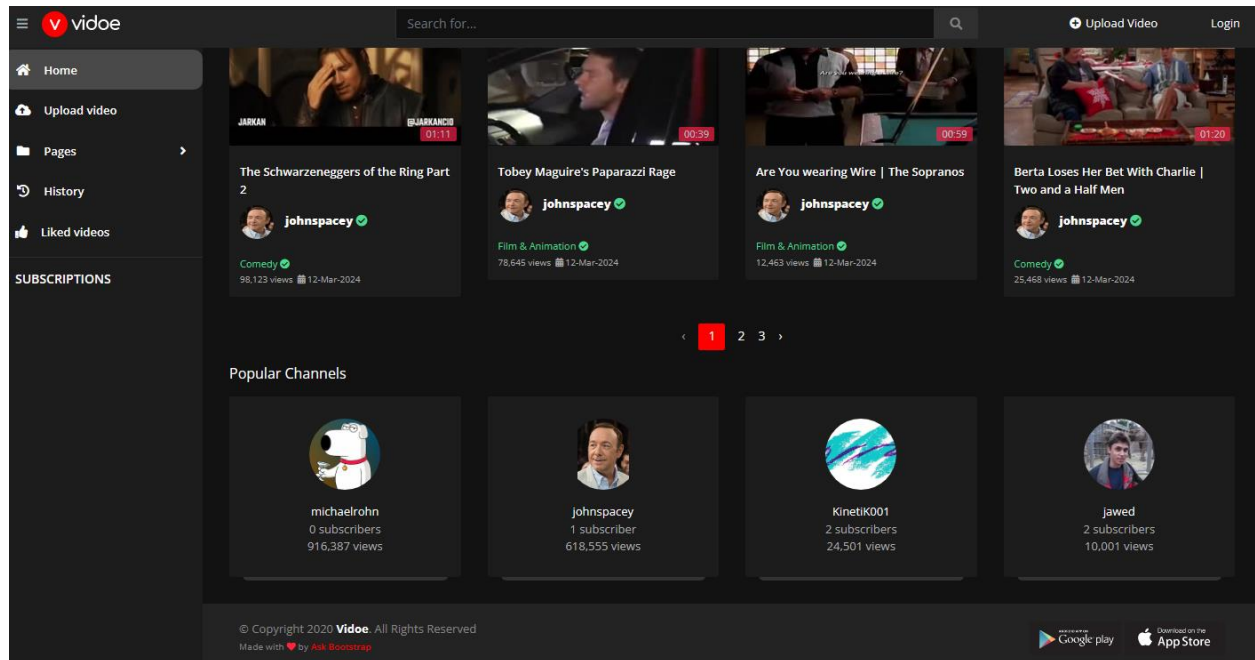 vidoe
Search for...
Upload Video
Login
Home
Upload video
Pages
History
Liked videos
SUBSCRIPTIONS
JARKAN
@JARKANCIO
01:11
The Schwarzeneggers of the Ring Part
2
johnspacey
Comedy
98,123 views 12-Mar-2024
00:39
Tobey Maguire's Paparazzi Rage
johnspacey
Film & Animation
78,645 views 12-Mar-2024
Are you wearing a wire?
00:59
Are You wearing Wire | The Sopranos
johnspacey
Film & Animation
12,463 views 12-Mar-2024
01:20
Berta Loses Her Bet With Charlie |
Two and a Half Men
johnspacey
Comedy
25,468 views 12-Mar-2024
‹ 1 2 3 ›
Popular Channels
michaelrohn
0 subscribers
916,387 views
johnspacey
1 subscriber
618,555 views
KinetiK001
2 subscribers
24,501 views
jawed
2 subscribers
10,001 views
© Copyright 2020 Vidoe. All Rights Reserved
Made with ❤ by Ask Bootstrap
Google play
Download on the
App Store